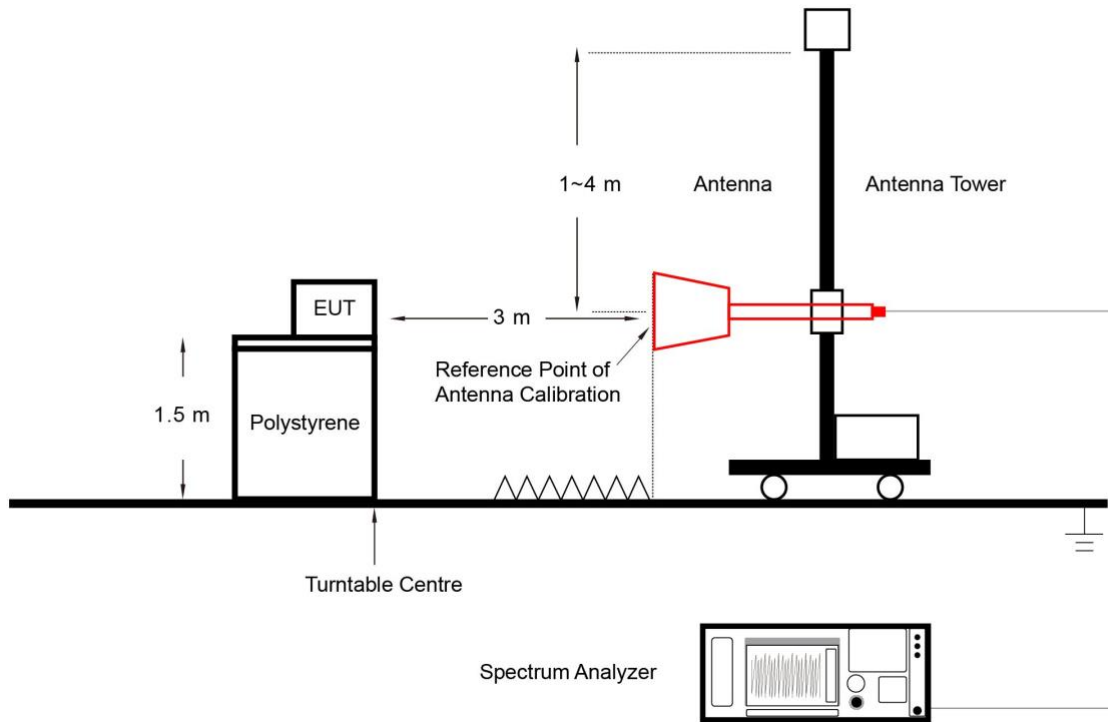 1~4 m
Antenna
Antenna Tower
EUT
3 m
Reference Point of
Antenna Calibration
1.5 m
Polystyrene
Turntable Centre
Spectrum Analyzer